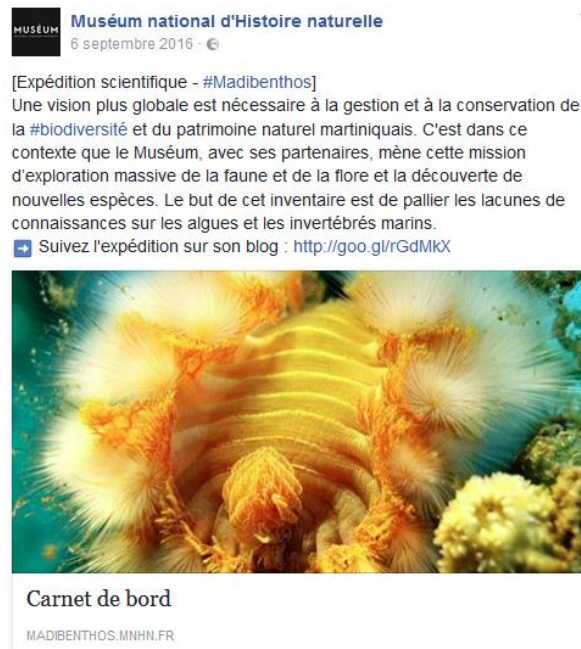 MUSÉUM
Muséum national d'Histoire naturelle
6 septembre 2016 ·
[Expédition scientifique - #Madibenthos]
Une vision plus globale est nécessaire à la gestion et à la conservation de
la #biodiversité et du patrimoine naturel martiniquais. C'est dans ce
contexte que le Muséum, avec ses partenaires, mène cette mission
d'exploration massive de la faune et de la flore et la découverte de
nouvelles espèces. Le but de cet inventaire est de pallier les lacunes de
connaissances sur les algues et les invertébrés marins.
➡ Suivez l'expédition sur son blog : http://goo.gl/rGdMkX
Carnet de bord
MADIBENTHOS.MNHN.FR